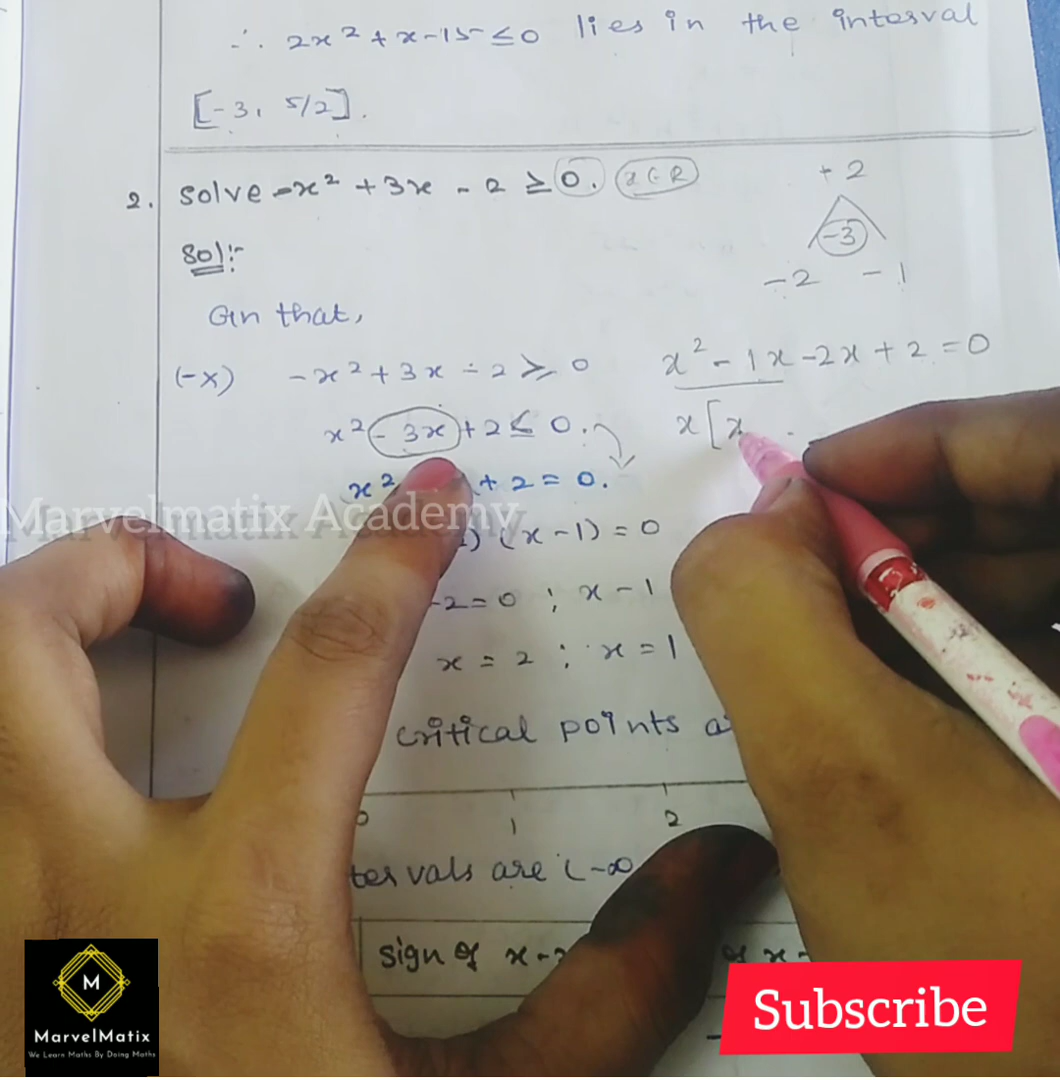 ∴ 2x² + x - 15 ≤ 0 lies in the interval
[-3, 5/2].
2. Solve -x² + 3x - 2 ≥ 0. x ∈ R
+2
-3
-2 -1
Sol:-
Gn that,
(-x) -x² + 3x - 2 ≥ 0
x² - 1x - 2x + 2 = 0
x² - 3x + 2 ≤ 0.
x [x
x² + 2 = 0.
Marvelmatix Academy
) (x-1) = 0
-2=0 ; x - 1
x = 2 ; x = 1
critical points
0 1 2
tervals are (-∞
sign of x-2 of x-
M
MarvelMatix
We Learn Maths By Doing Maths
Subscribe